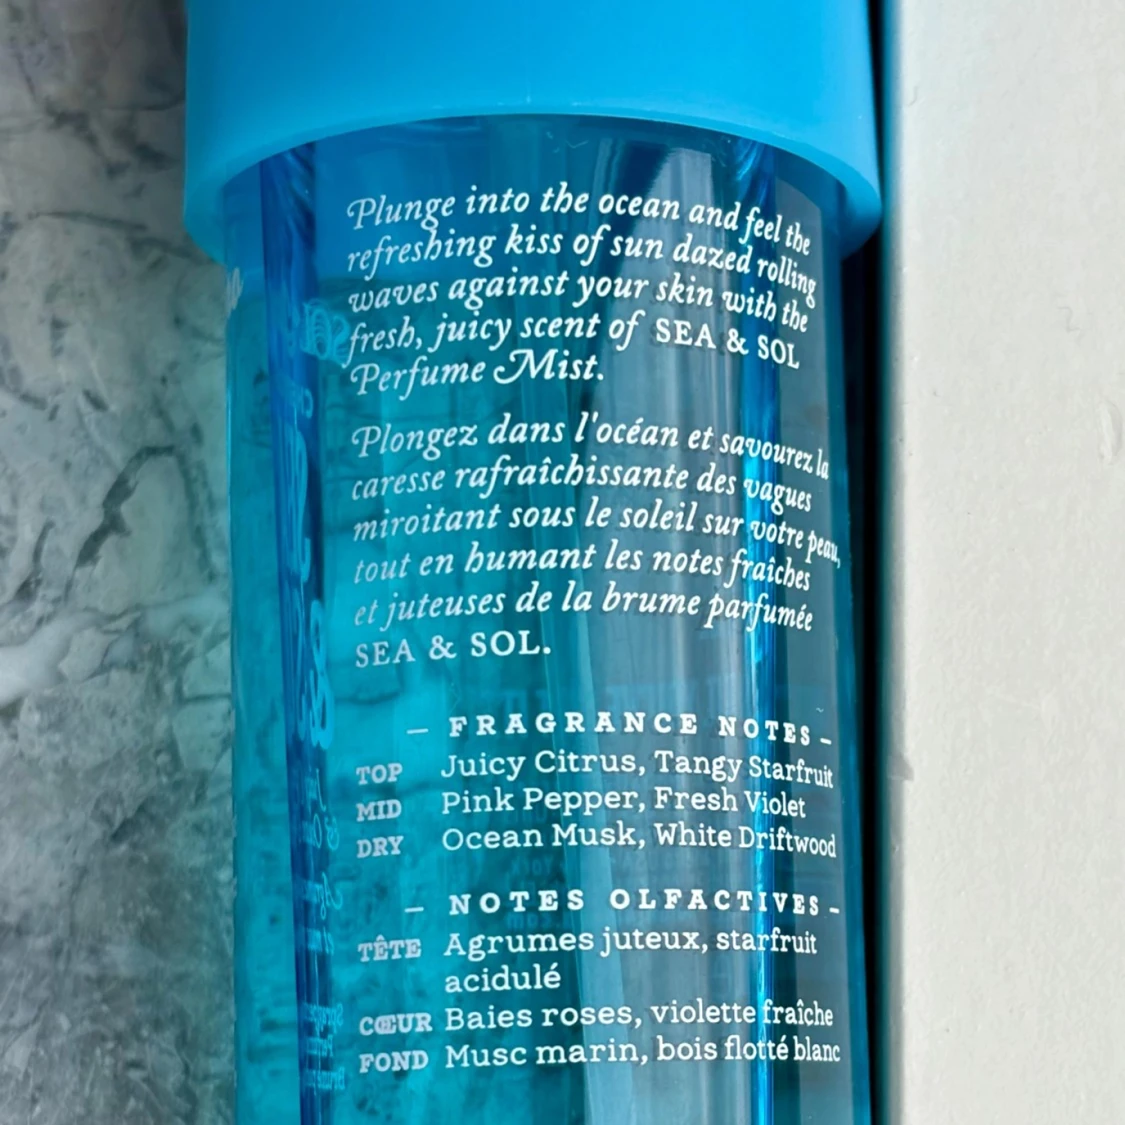 Plunge into the ocean and feel the
refreshing kiss of sun dazed rolling
waves against your skin with the
fresh, juicy scent of SEA & SOL
Perfume Mist.
Plongez dans l'océan et savourez la
caresse rafraîchissante des vagues
miroitant sous le soleil sur votre peau,
tout en humant les notes fraîches
et juteuses de la brume parfumée
SEA & SOL.
— FRAGRANCE NOTES –
TOP Juicy Citrus, Tangy Starfruit
MID Pink Pepper, Fresh Violet
DRY Ocean Musk, White Driftwood
— NOTES OLFACTIVES –
TÊTE Agrumes juteux, starfruit
acidulé
CŒUR Baies roses, violette fraîche
FOND Musc marin, bois flotté blanc